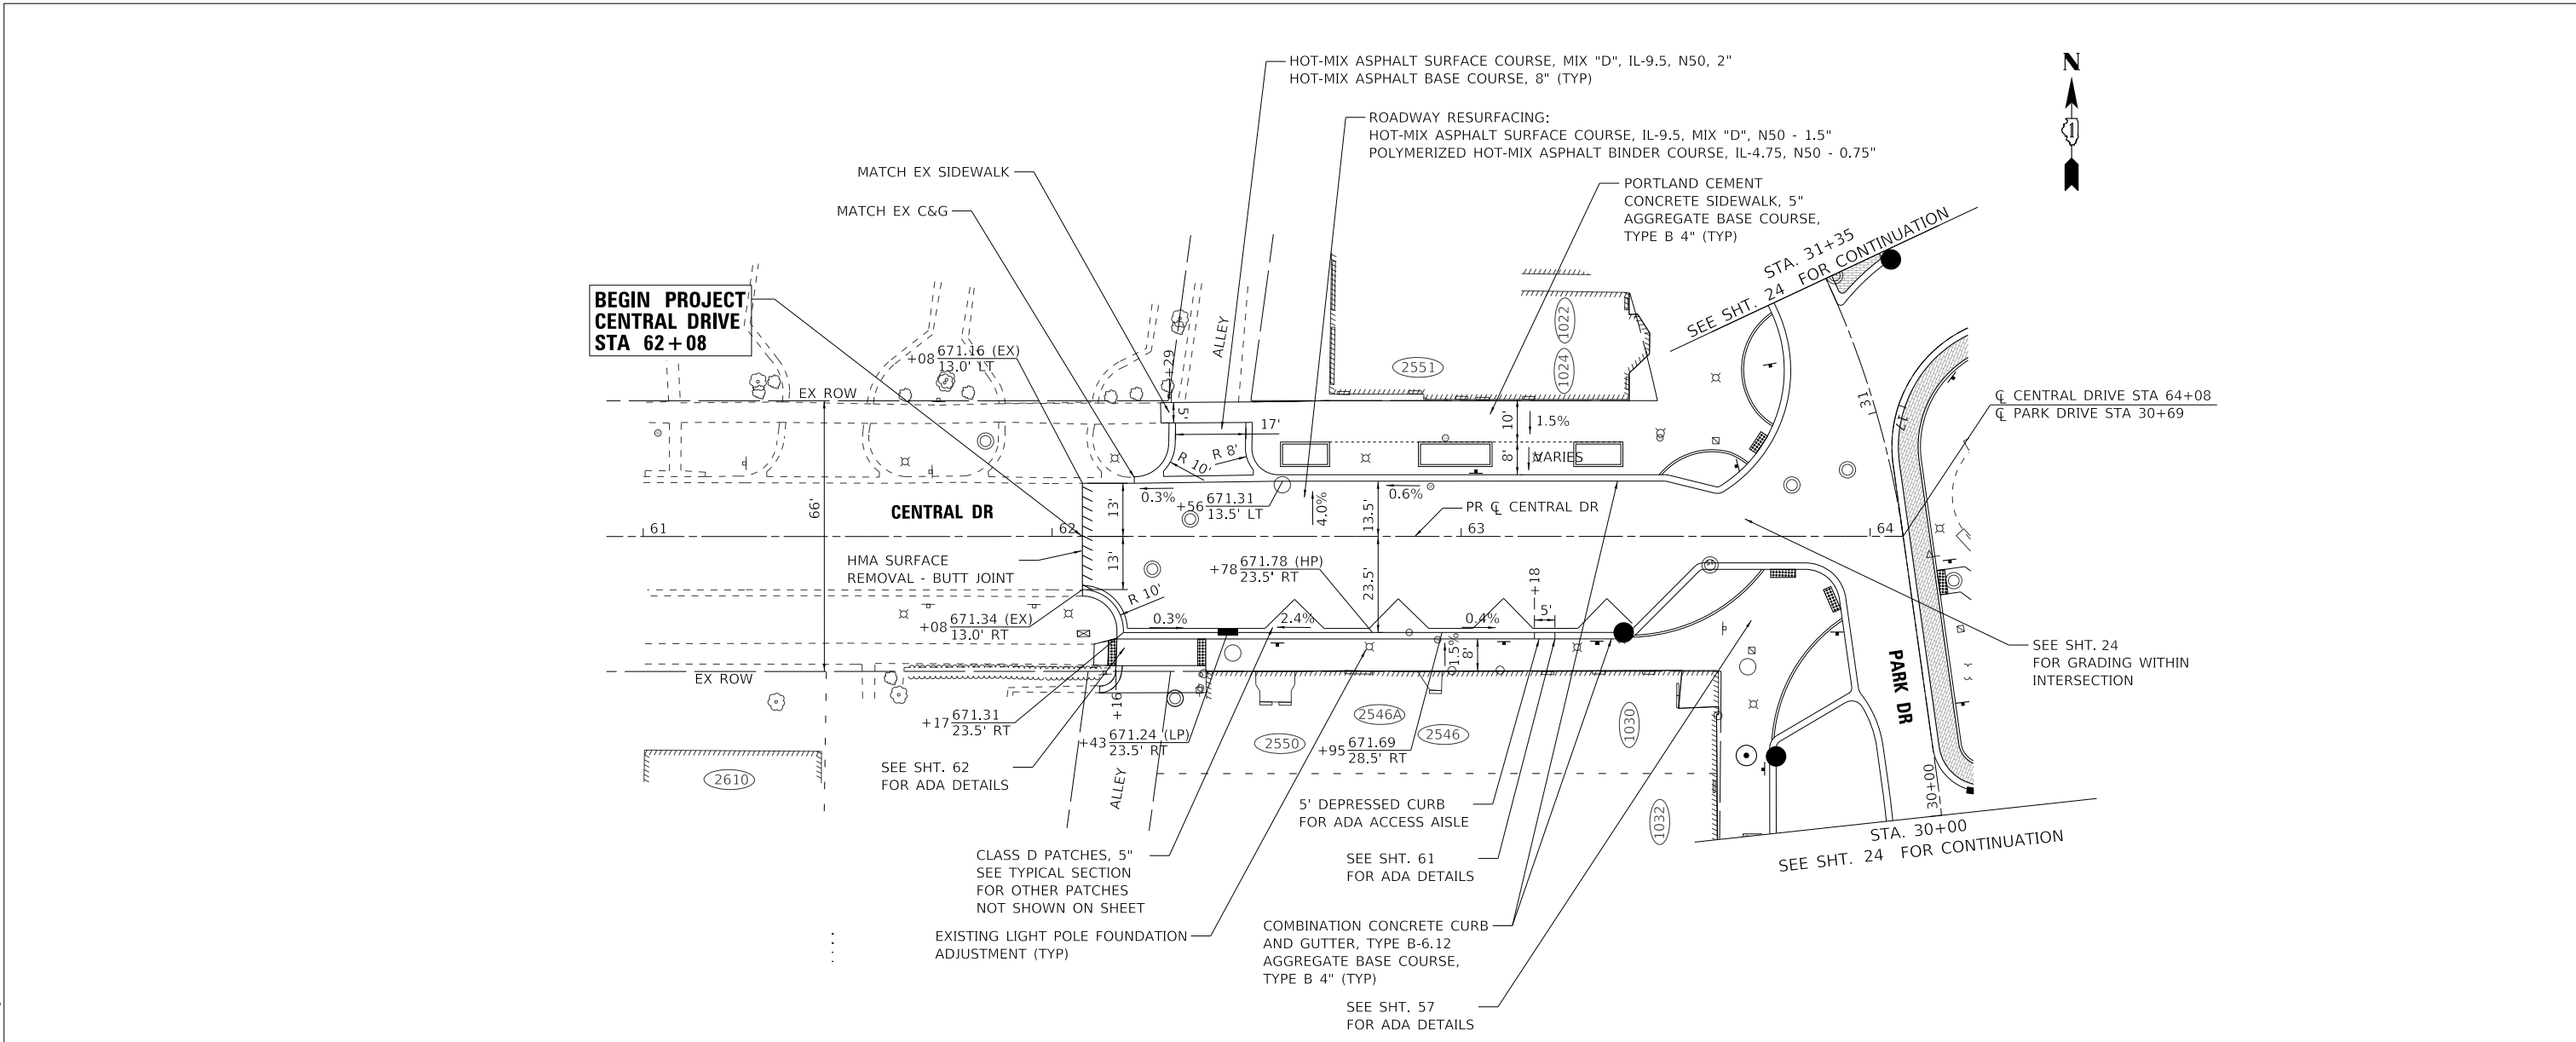 HOT-MIX ASPHALT SURFACE COURSE, MIX "D", IL-9.5, N50, 2"
HOT-MIX ASPHALT BASE COURSE, 8" (TYP)
N
1
ROADWAY RESURFACING:
HOT-MIX ASPHALT SURFACE COURSE, IL-9.5, MIX "D", N50 - 1.5"
POLYMERIZED HOT-MIX ASPHALT BINDER COURSE, IL-4.75, N50 - 0.75"
MATCH EX SIDEWALK
MATCH EX C&G
PORTLAND CEMENT
CONCRETE SIDEWALK, 5"
AGGREGATE BASE COURSE,
TYPE B 4" (TYP)
STA. 31+35
SEE SHT. 24 FOR CONTINUATION
BEGIN PROJECT
CENTRAL DRIVE
STA 62+08
+08 671.16 (EX)
13.0' LT
+29
ALLEY
2551
1022
1024
EX ROW
5'
17'
10'
1.5%
31
℄ CENTRAL DRIVE STA 64+08
℄ PARK DRIVE STA 30+69
R 10'
R 8'
8'
VARIES
66'
CENTRAL DR
13'
0.3%
+56 671.31
13.5' LT
4.0%
13.5'
0.6%
PR ℄ CENTRAL DR
61
62
63
64
HMA SURFACE
REMOVAL - BUTT JOINT
13'
R 10'
+78 671.78 (HP)
23.5' RT
23.5'
+18
5'
+08 671.34 (EX)
13.0' RT
0.3%
2.4%
0.4%
1.5%
8'
SEE SHT. 24
FOR GRADING WITHIN
INTERSECTION
PARK DR
EX ROW
+17 671.31
23.5' RT
+16
ALLEY
+43 671.24 (LP)
23.5' RT
2550
2546A
2546
+95 671.69
28.5' RT
1030
1032
2610
SEE SHT. 62
FOR ADA DETAILS
5' DEPRESSED CURB
FOR ADA ACCESS AISLE
30+00
STA. 30+00
SEE SHT. 24 FOR CONTINUATION
CLASS D PATCHES, 5"
SEE TYPICAL SECTION
FOR OTHER PATCHES
NOT SHOWN ON SHEET
SEE SHT. 61
FOR ADA DETAILS
EXISTING LIGHT POLE FOUNDATION
ADJUSTMENT (TYP)
COMBINATION CONCRETE CURB
AND GUTTER, TYPE B-6.12
AGGREGATE BASE COURSE,
TYPE B 4" (TYP)
SEE SHT. 57
FOR ADA DETAILS